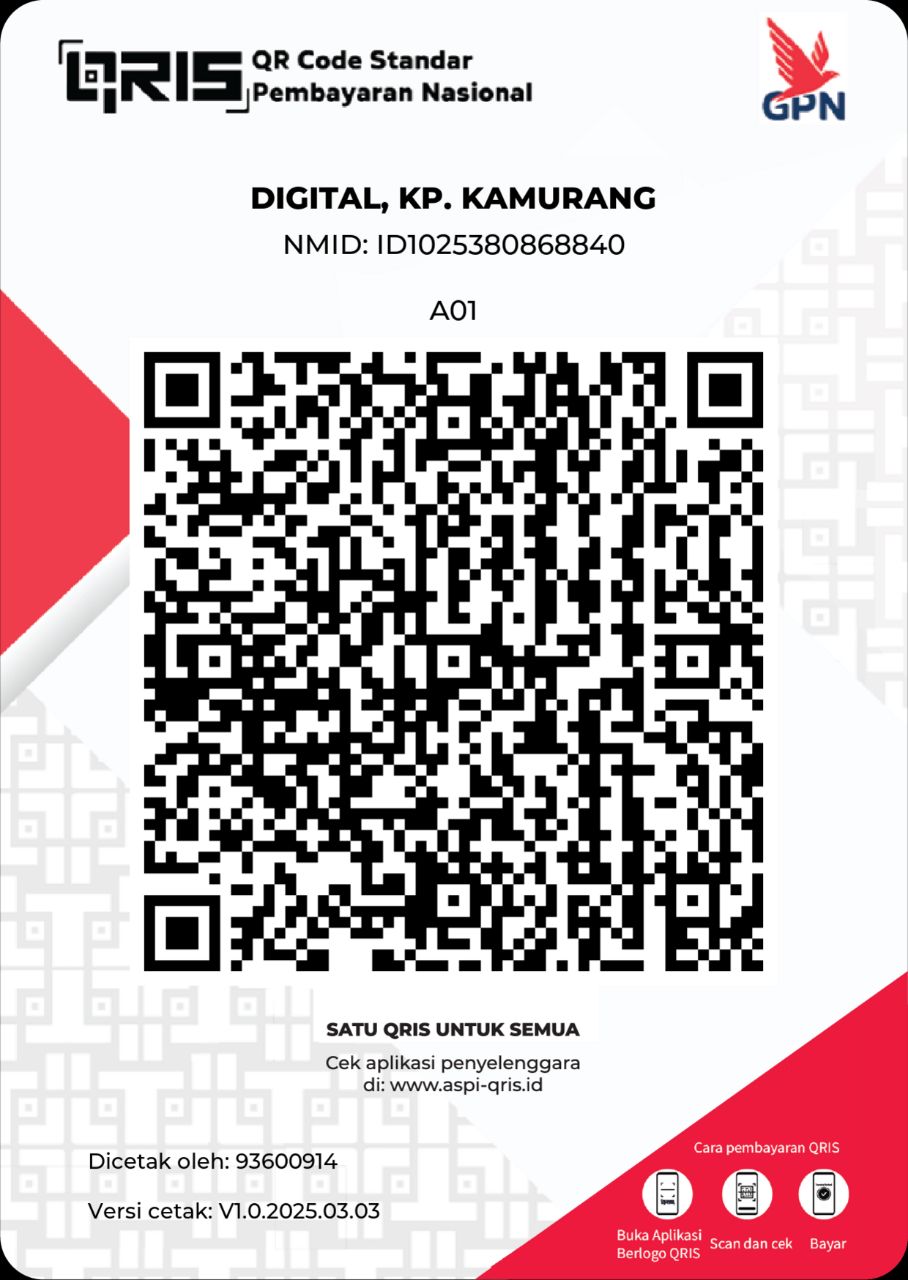 QRIS QR Code Standar
Pembayaran Nasional
GPN
DIGITAL, KP. KAMURANG
NMID: ID1025380868840
A01
SATU QRIS UNTUK SEMUA
Cek aplikasi penyelenggara
di: www.aspi-qris.id
Dicetak oleh: 93600914
Versi cetak: V1.0.2025.03.03
Cara pembayaran QRIS
Buka Aplikasi
Berlogo QRIS
Scan dan cek
Bayar